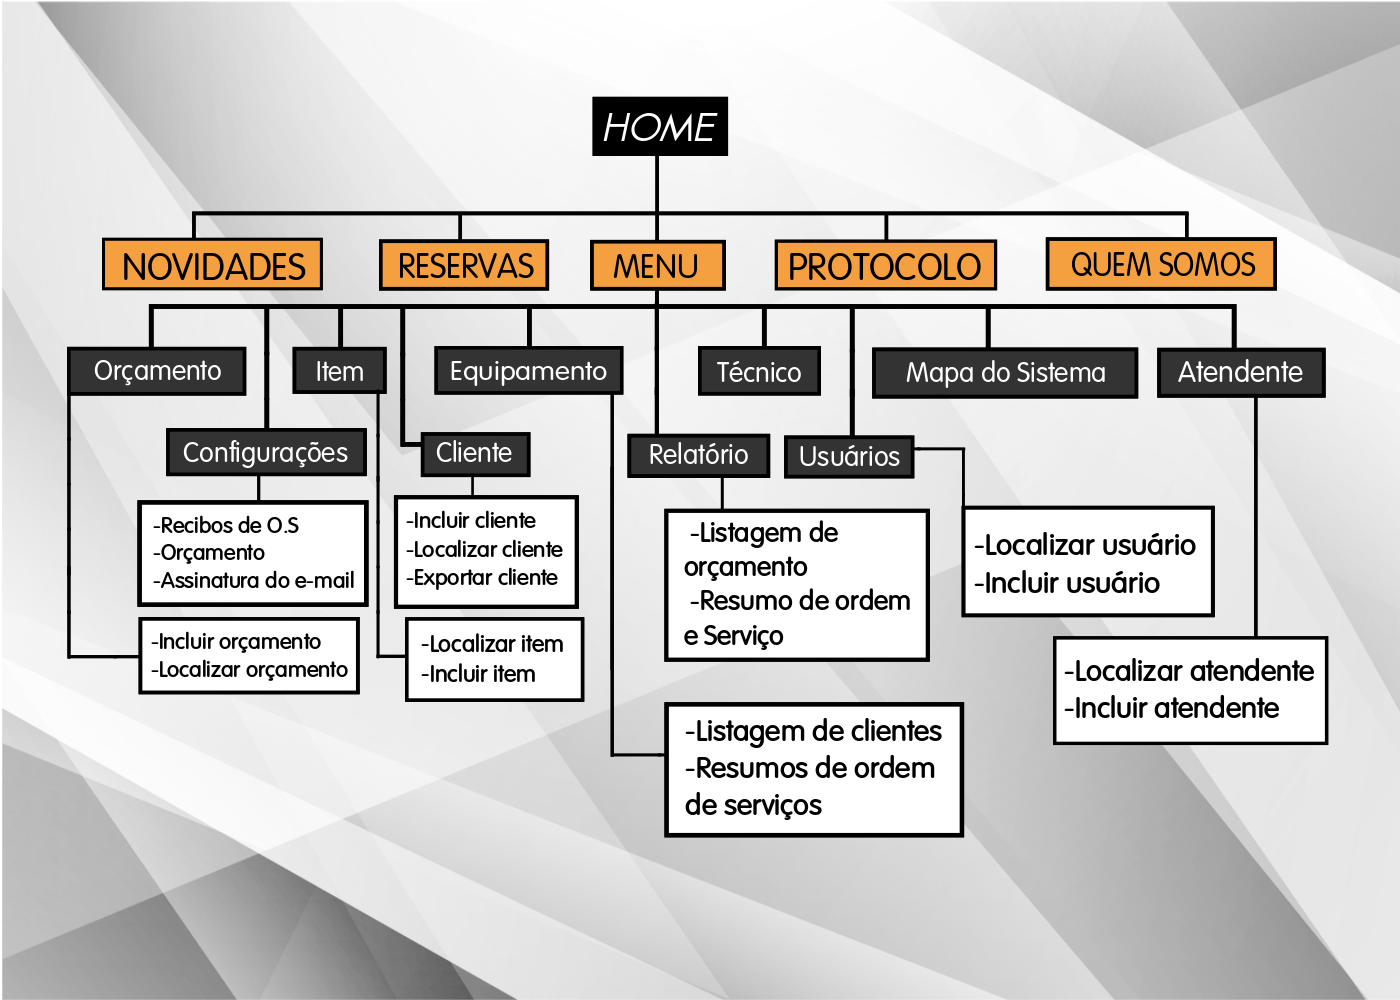 HOME
NOVIDADES
RESERVAS
MENU
PROTOCOLO
QUEM SOMOS
Orçamento
Item
Equipamento
Técnico
Mapa do Sistema
Atendente
Configurações
Cliente
Relatório
Usuários
-Recibos de O.S
-Orçamento
-Assinatura do e-mail
-Incluir cliente
-Localizar cliente
-Exportar cliente
-Listagem de
orçamento
-Resumo de ordem
e Serviço
-Localizar usuário
-Incluir usuário
-Incluir orçamento
-Localizar orçamento
-Localizar item
-Incluir item
-Localizar atendente
-Incluir atendente
-Listagem de clientes
-Resumos de ordem
de serviços